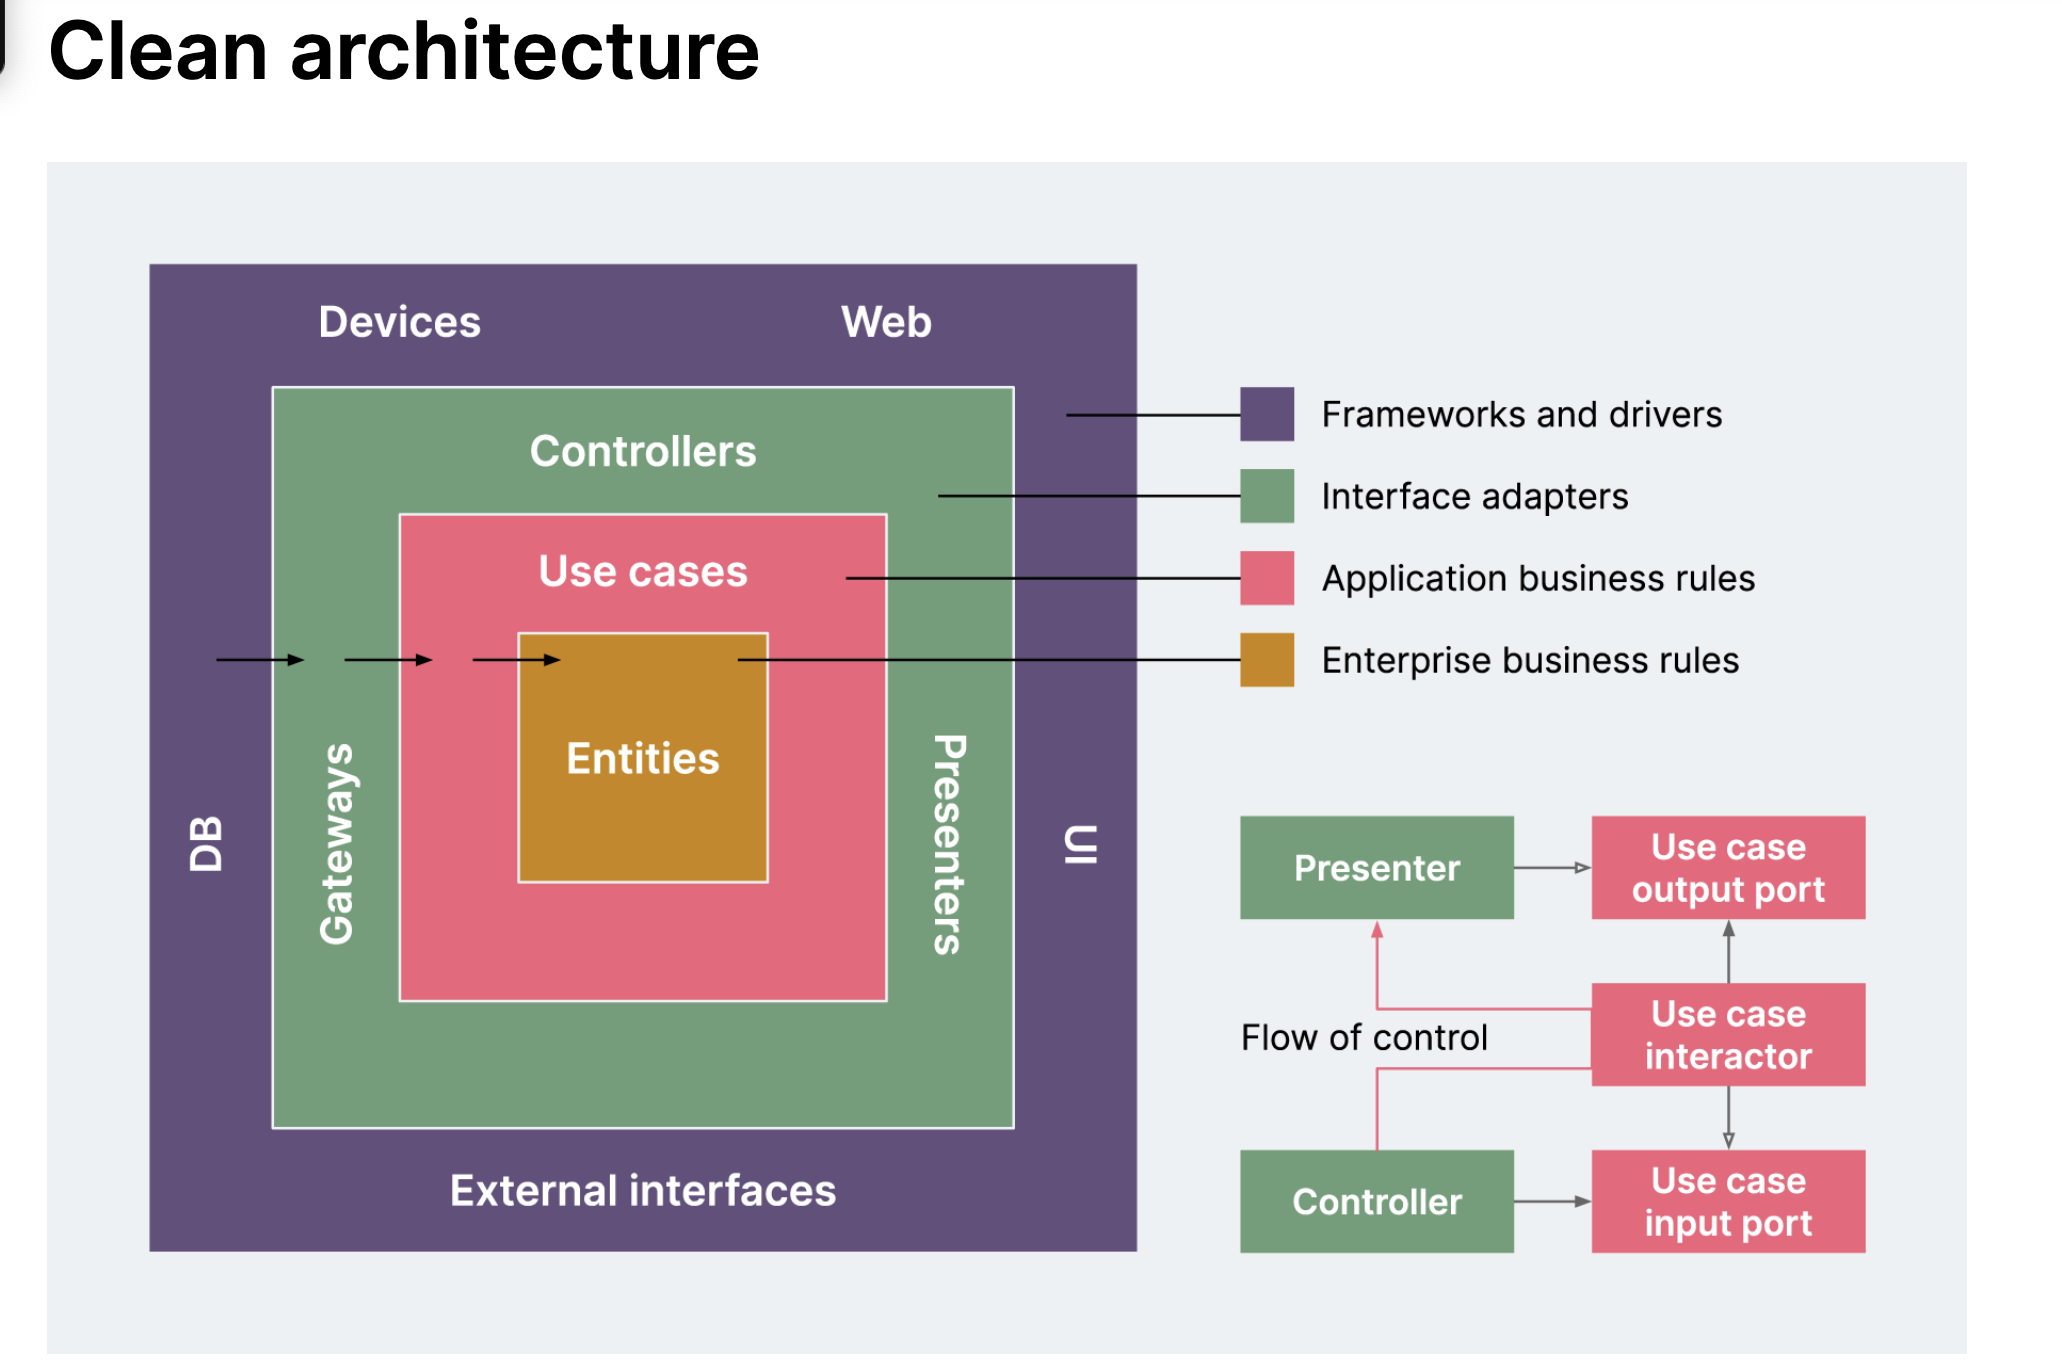 Clean architecture
Devices
Web
Controllers
Use cases
Entities
Gateways
Presenters
DB
UI
External interfaces
Frameworks and drivers
Interface adapters
Application business rules
Enterprise business rules
Presenter
Use case
output port
Flow of control
Use case
interactor
Controller
Use case
input port